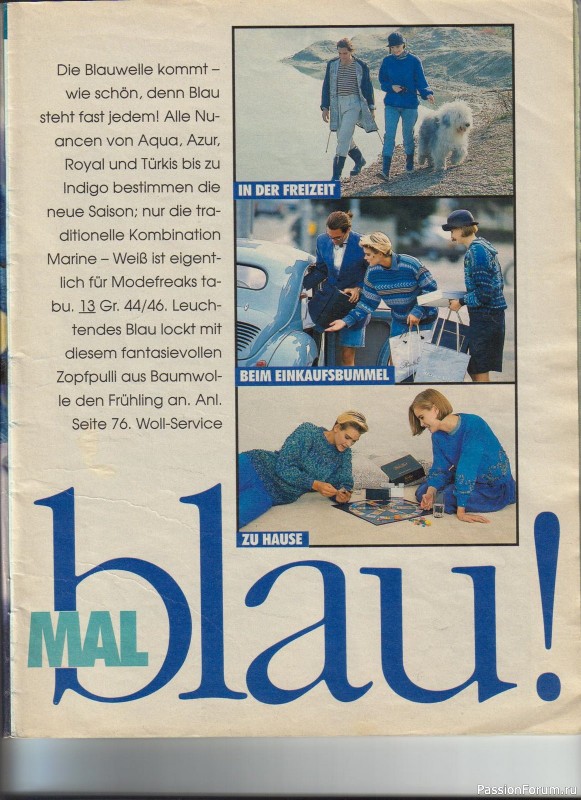 Die Blauwelle kommt –
wie schön, denn Blau
steht fast jedem! Alle Nu-
ancen von Aqua, Azur,
Royal und Türkis bis zu
Indigo bestimmen die
neue Saison; nur die tra-
ditionelle Kombination
Marine – Weiß ist eigent-
lich für Modefreaks ta-
bu. 13 Gr. 44/46. Leuch-
tendes Blau lockt mit
diesem fantasievollen
Zopfpulli aus Baumwol-
le den Frühling an. Anl.
Seite 76. Woll-Service
IN DER FREIZEIT
BEIM EINKAUFSBUMMEL
ZU HAUSE
MAL
blau!
PassionForum.ru